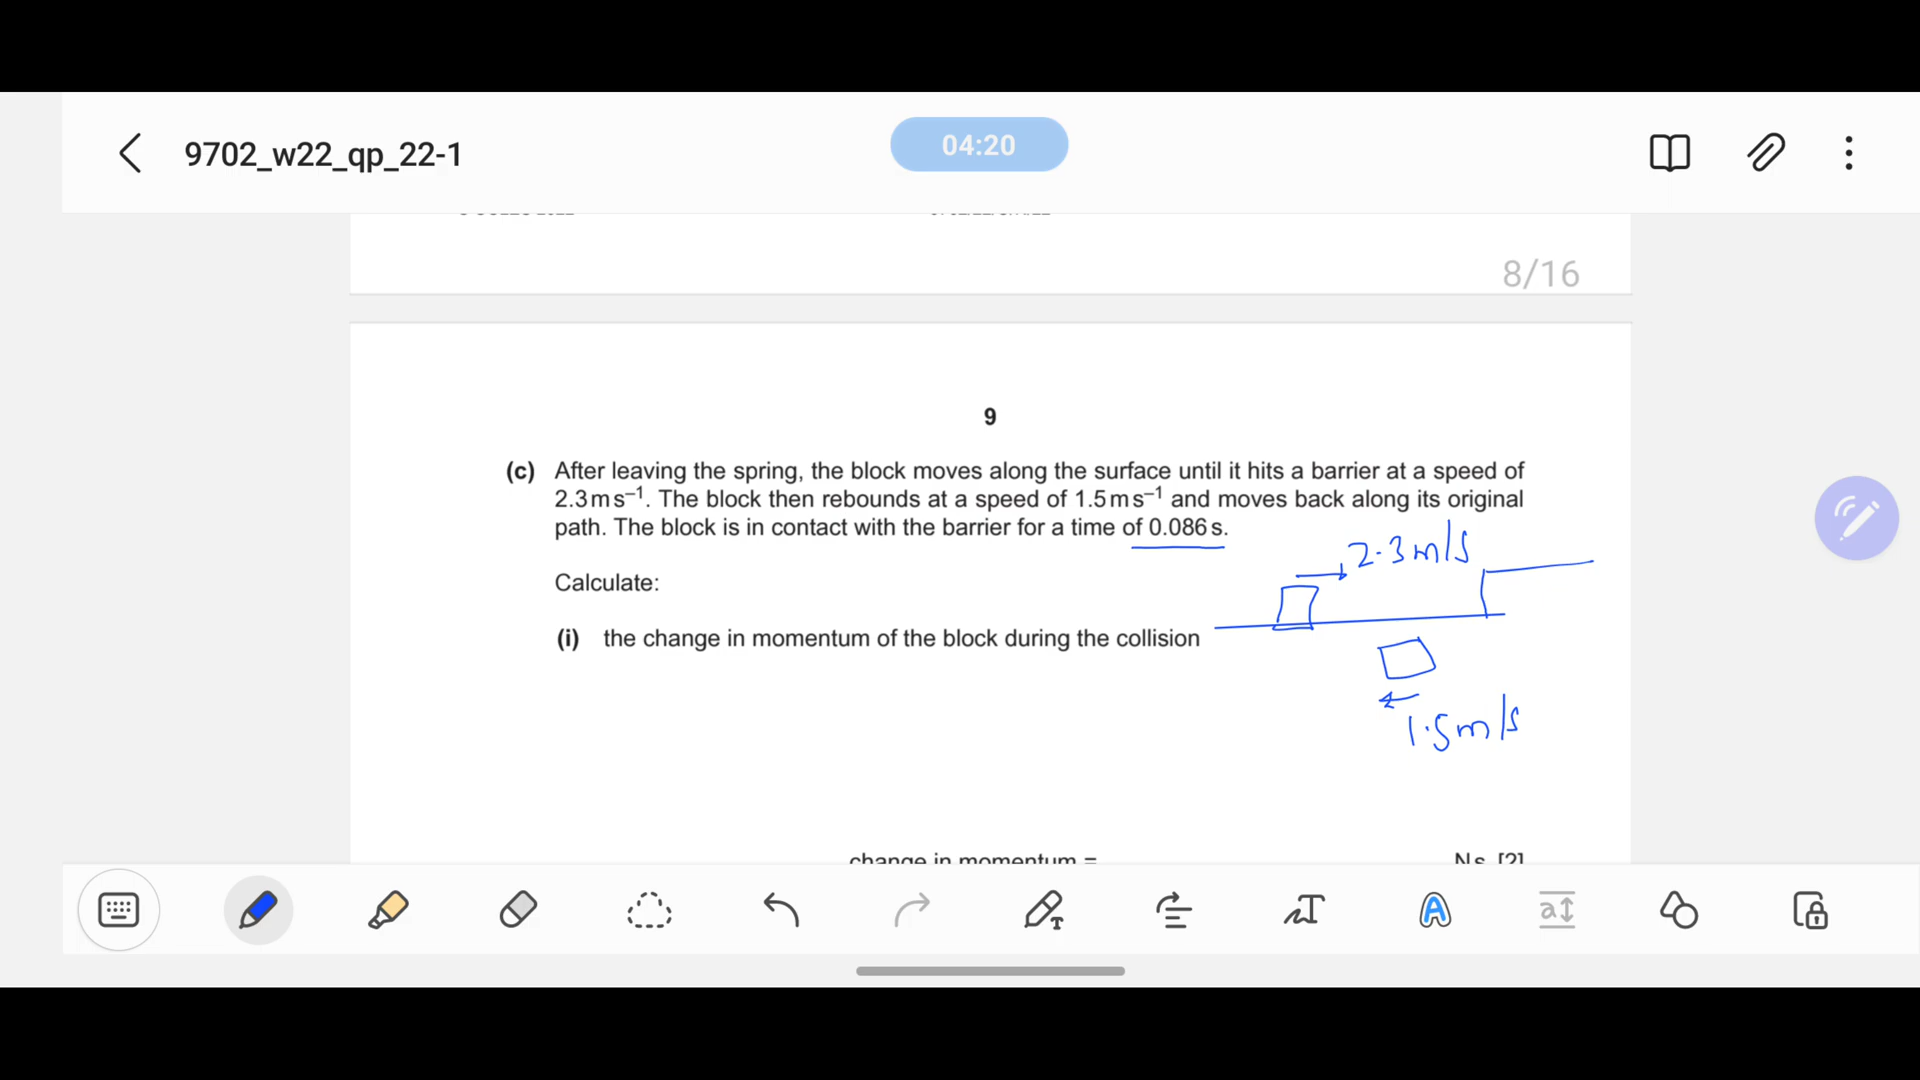 9702_w22_qp_22-1
04:20
8/16
9
(c) After leaving the spring, the block moves along the surface until it hits a barrier at a speed of
2.3 m s⁻¹. The block then rebounds at a speed of 1.5 m s⁻¹ and moves back along its original
path. The block is in contact with the barrier for a time of 0.086 s.
2.3m/s
Calculate:
(i) the change in momentum of the block during the collision
1.5m/s
change in momentum =
N s [2]